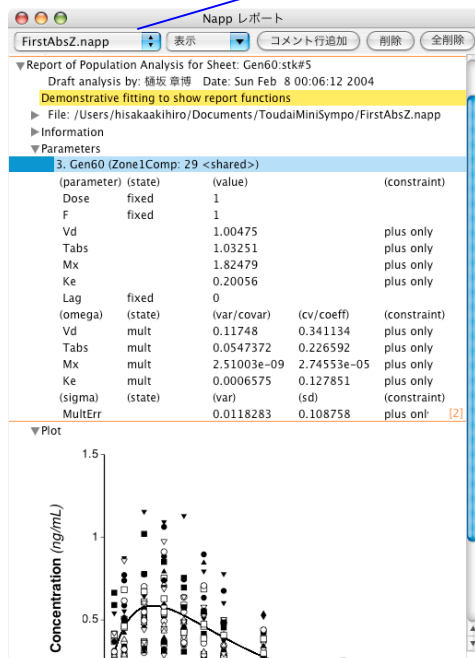 Napp レポート
FirstAbsZ.napp 表示 コメント行追加 削除 全削除
Report of Population Analysis for Sheet: Gen60:stk#5
Draft analysis by: 樋坂 章博 Date: Sun Feb 8 00:06:12 2004
Demonstrative fitting to show report functions
File: /Users/hisakaakihiro/Documents/ToudaiMiniSympo/FirstAbsZ.napp
Information
Parameters
3. Gen60 (Zone1Comp: 29 <shared>)
(parameter) (state) (value) (constraint)
Dose fixed 1
F fixed 1
Vd 1.00475 plus only
Tabs 1.03251 plus only
Mx 1.82479 plus only
Ke 0.20056 plus only
Lag fixed 0
(omega) (state) (var/covar) (cv/coeff) (constraint)
Vd mult 0.11748 0.341134 plus only
Tabs mult 0.0547372 0.226592 plus only
Mx mult 2.51003e-09 2.74553e-05 plus only
Ke mult 0.0006575 0.127851 plus only
(sigma) (state) (var) (sd) (constraint)
MultErr 0.0118283 0.108758 plus onl [2]
Plot
1.5
1
0.5
Concentration (ng/mL)